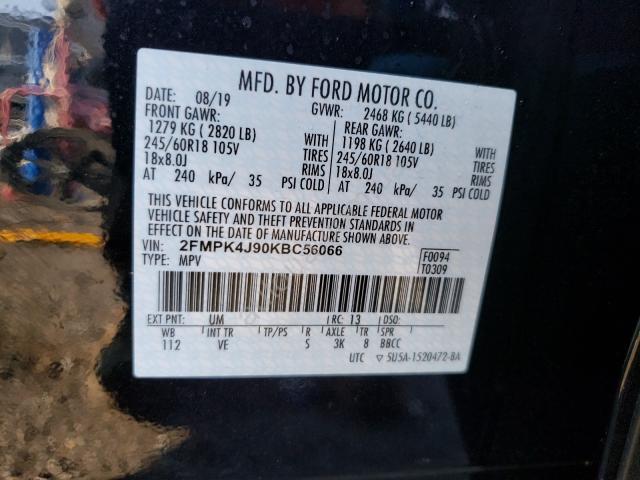 MFD. BY FORD MOTOR CO.
DATE: 08/19 GVWR: 2468 KG ( 5440 LB)
FRONT GAWR: REAR GAWR:
1279 KG ( 2820 LB) 1198 KG ( 2640 LB)
245/60R18 105V TIRES 245/60R18 105V TIRES
18x8.0J RIMS 18x8.0J RIMS
AT 240 kPa/ 35 PSI COLD AT 240 kPa/ 35 PSI COLD
THIS VEHICLE CONFORMS TO ALL APPLICABLE FEDERAL MOTOR
VEHICLE SAFETY AND THEFT PREVENTION STANDARDS IN
EFFECT ON THE DATE OF MANUFACTURE SHOWN ABOVE.
VIN: 2FMPK4J90KBC56066 F0094
TYPE: MPV T0309
EXT PNT: UM RC: 13 DSO:
WB INT TR TP/PS R AXLE TR SPR
112 VE 5 3K 8 BBCC
UTC 5U5A-1520472-BA